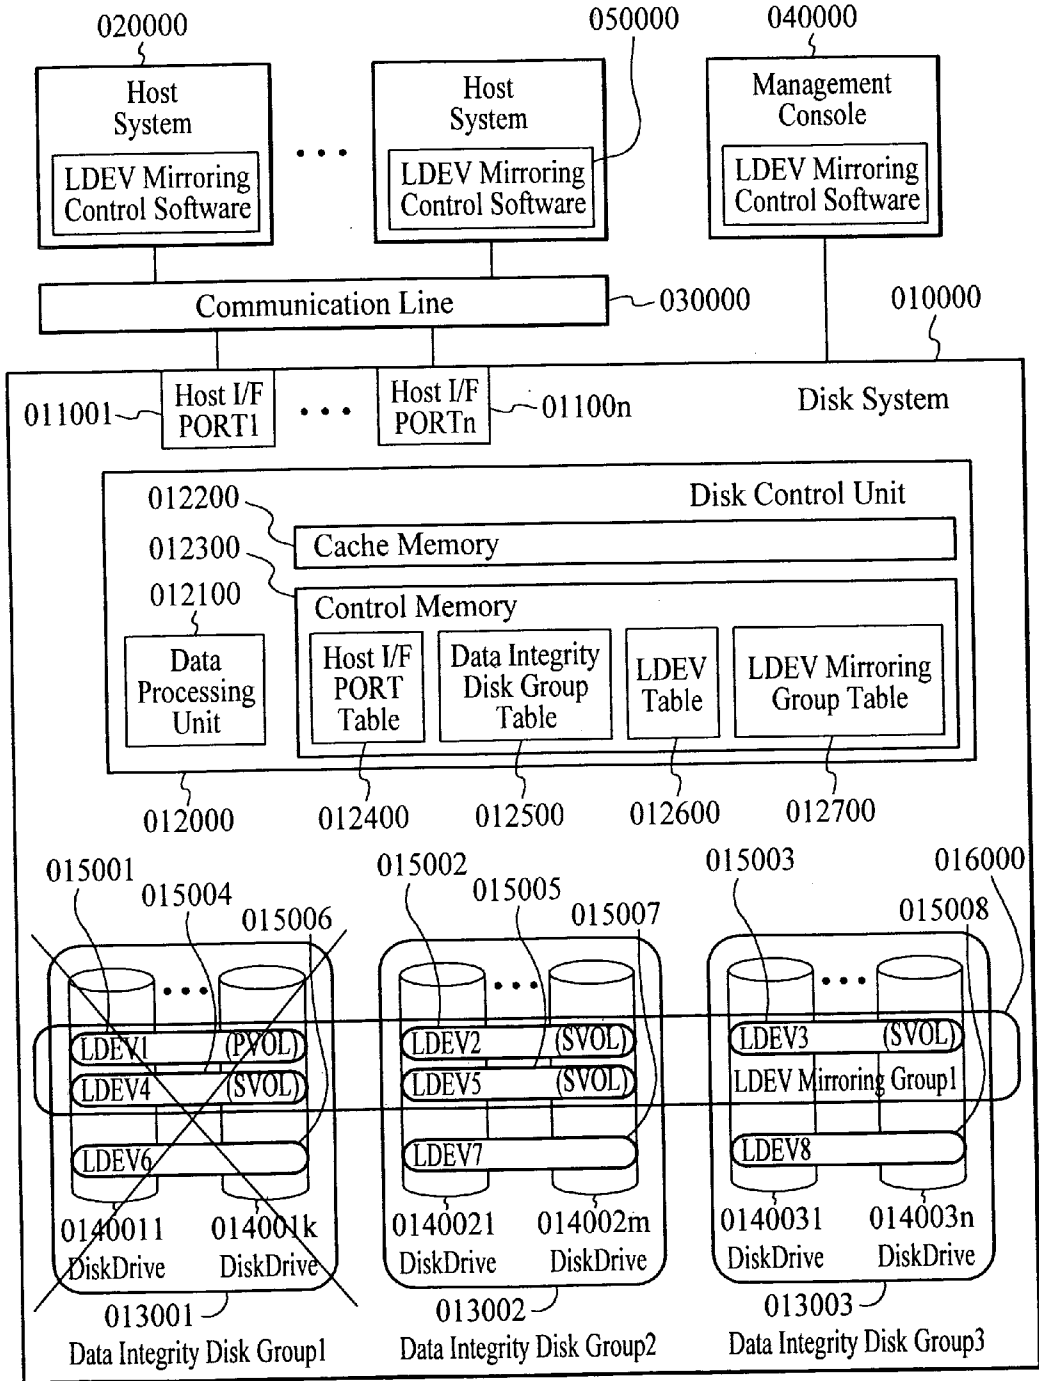 020000
050000
040000
Host
System
LDEV Mirroring
Control Software
• • •
Host
System
LDEV Mirroring
Control Software
Management
Console
LDEV Mirroring
Control Software
Communication Line
030000
010000
011001
Host I/F
PORT1
• • •
Host I/F
PORTn
01100n
Disk System
012200
Disk Control Unit
Cache Memory
012300
Control Memory
012100
Data
Processing
Unit
Host I/F
PORT
Table
Data Integrity
Disk Group
Table
LDEV
Table
LDEV Mirroring
Group Table
012000
012400
012500
012600
012700
015001
015004
015006
015002
015005
015007
015003
016000
015008
• • •
• • •
• • •
LDEV1 (PVOL)
LDEV4 (SVOL)
LDEV6
LDEV2 (SVOL)
LDEV5 (SVOL)
LDEV7
LDEV3 (SVOL)
LDEV Mirroring Group1
LDEV8
0140011
DiskDrive
014001k
DiskDrive
0140021
DiskDrive
014002m
DiskDrive
0140031
DiskDrive
014003n
DiskDrive
013001
Data Integrity Disk Group1
013002
Data Integrity Disk Group2
013003
Data Integrity Disk Group3